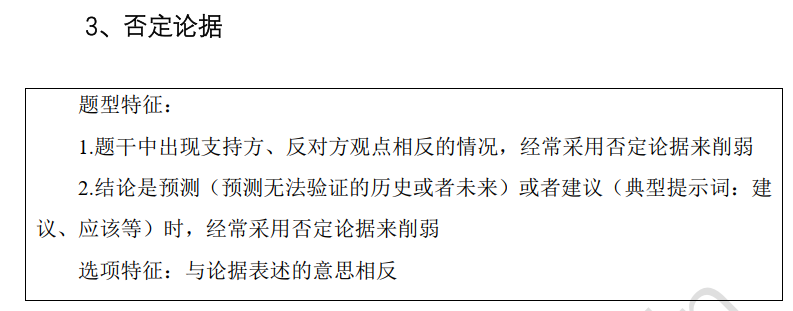 3、否定论据
题型特征：
1.题干中出现支持方、反对方观点相反的情况，经常采用否定论据来削弱
2.结论是预测（预测无法验证的历史或者未来）或者建议（典型提示词：建
议、应该等）时，经常采用否定论据来削弱
选项特征：与论据表述的意思相反